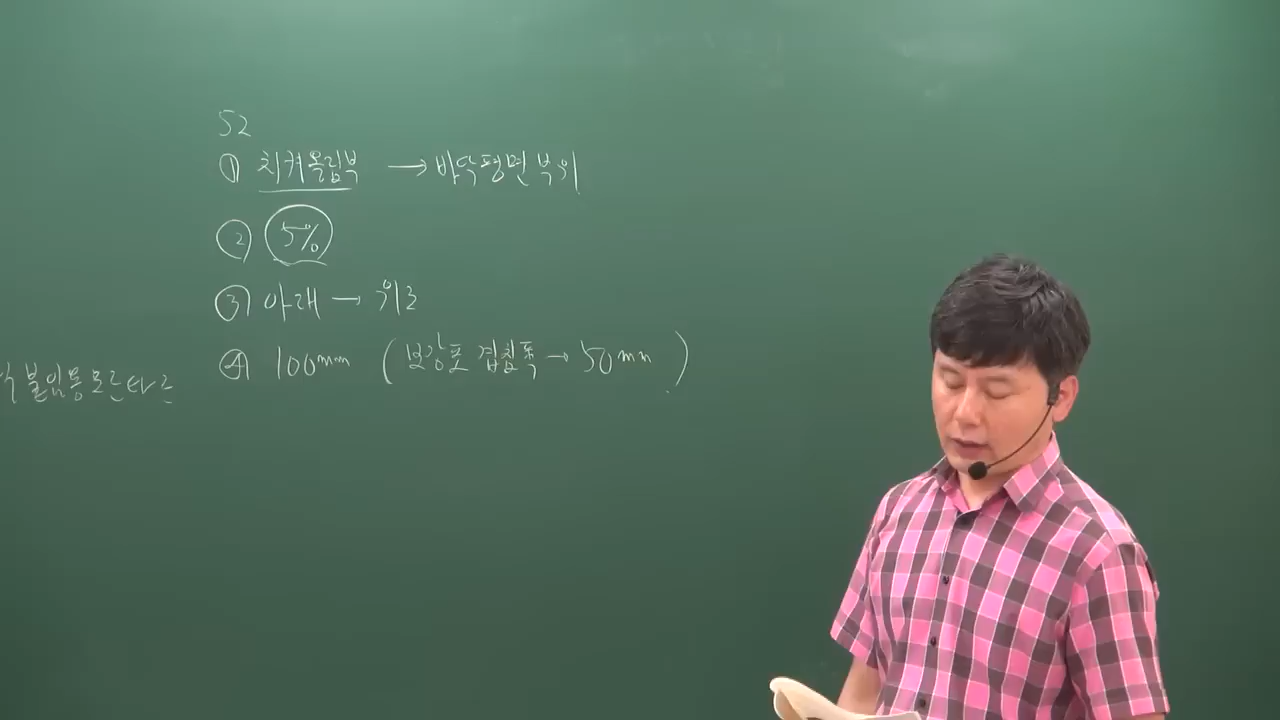 52
① 치켜올림부 → 바닥평면부위
② 5%
③ 아래 → 위로
④ 100mm (보강포 겹침폭 → 50mm)
붙임용 모르타르